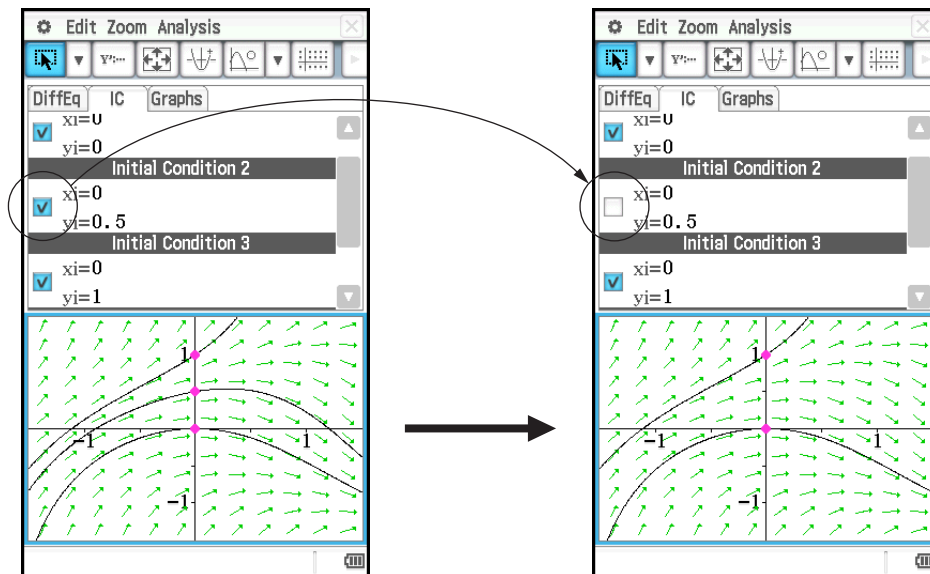 Edit Zoom Analysis
Y':···
DiffEq IC Graphs
xi=0
yi=0
Initial Condition 2
xi=0
yi=0.5
Initial Condition 3
xi=0
yi=1
1
-1
1
-1
Edit Zoom Analysis
Y':···
DiffEq IC Graphs
xi=0
yi=0
Initial Condition 2
xi=0
yi=0.5
Initial Condition 3
xi=0
yi=1
1
-1
1
-1